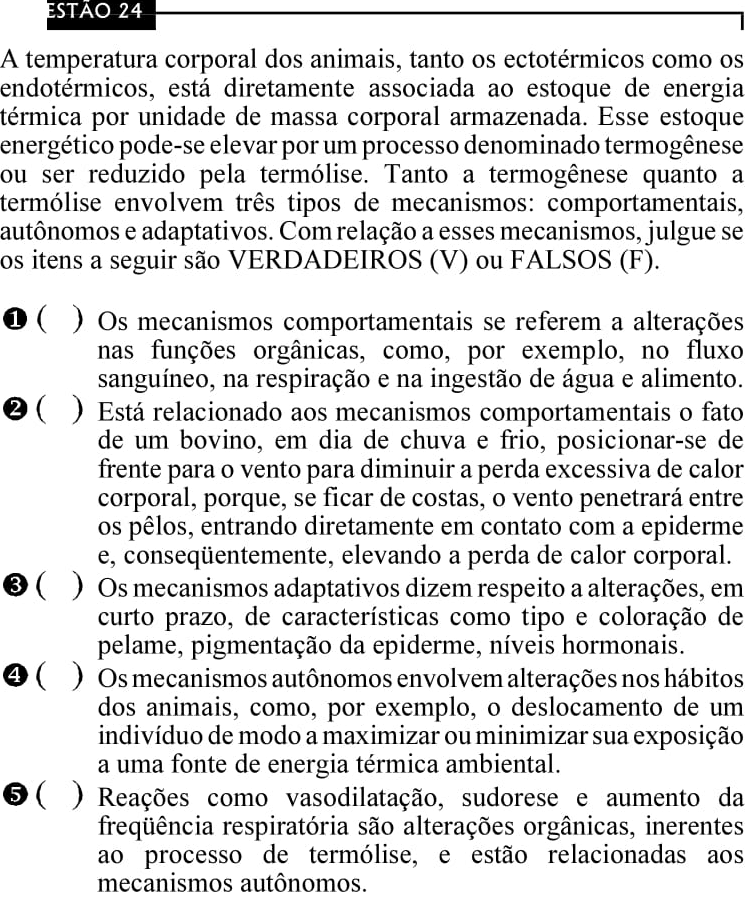 ESTÃO 24
A temperatura corporal dos animais, tanto os ectotérmicos como os
endotérmicos, está diretamente associada ao estoque de energia
térmica por unidade de massa corporal armazenada. Esse estoque
energético pode-se elevar por um processo denominado termogênese
ou ser reduzido pela termólise. Tanto a termogênese quanto a
termólise envolvem três tipos de mecanismos: comportamentais,
autônomos e adaptativos. Com relação a esses mecanismos, julgue se
os itens a seguir são VERDADEIROS (V) ou FALSOS (F).
❶ ( ) Os mecanismos comportamentais se referem a alterações
nas funções orgânicas, como, por exemplo, no fluxo
sanguíneo, na respiração e na ingestão de água e alimento.
❷ ( ) Está relacionado aos mecanismos comportamentais o fato
de um bovino, em dia de chuva e frio, posicionar-se de
frente para o vento para diminuir a perda excessiva de calor
corporal, porque, se ficar de costas, o vento penetrará entre
os pêlos, entrando diretamente em contato com a epiderme
e, conseqüentemente, elevando a perda de calor corporal.
❸ ( ) Os mecanismos adaptativos dizem respeito a alterações, em
curto prazo, de características como tipo e coloração de
pelame, pigmentação da epiderme, níveis hormonais.
❹ ( ) Os mecanismos autônomos envolvem alterações nos hábitos
dos animais, como, por exemplo, o deslocamento de um
indivíduo de modo a maximizar ou minimizar sua exposição
a uma fonte de energia térmica ambiental.
❺ ( ) Reações como vasodilatação, sudorese e aumento da
freqüência respiratória são alterações orgânicas, inerentes
ao processo de termólise, e estão relacionadas aos
mecanismos autônomos.